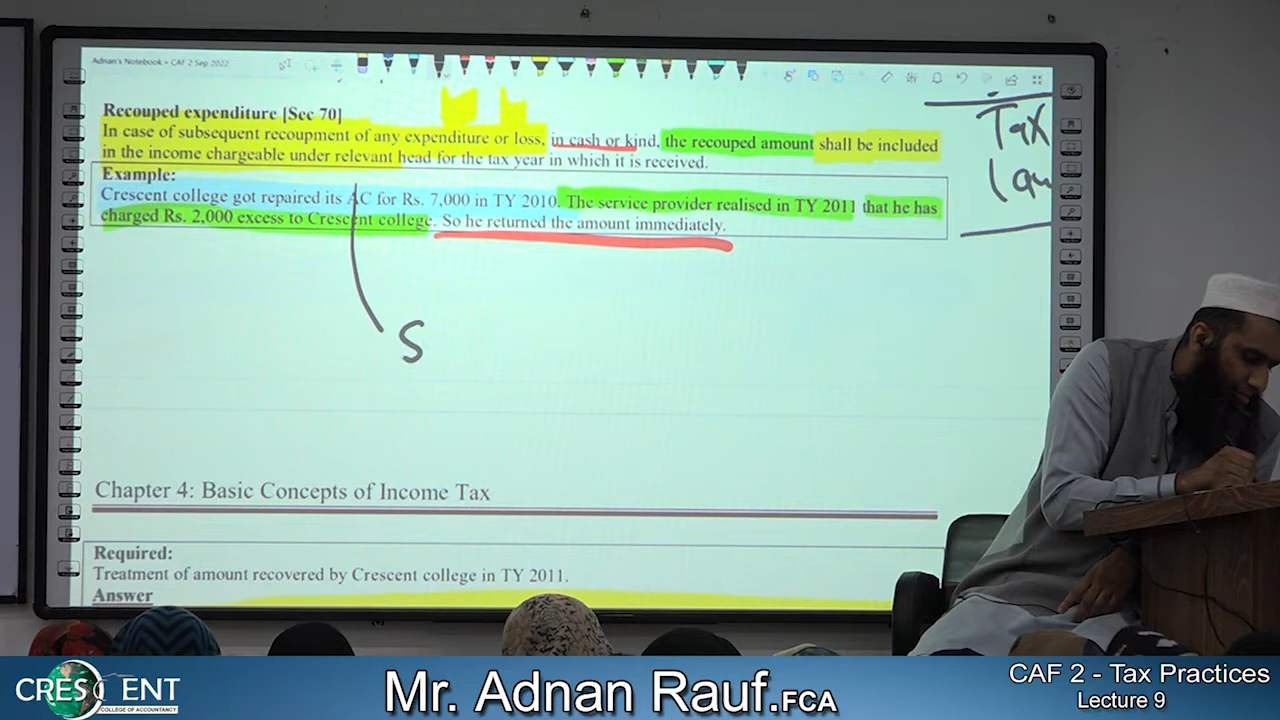 Adnan's Notebook » CAF 2 Sep 2022
Recouped expenditure [Sec 70]
In case of subsequent recoupment of any expenditure or loss, in cash or kind, the recouped amount shall be included
in the income chargeable under relevant head for the tax year in which it is received.
Example:
Crescent college got repaired its AC for Rs. 7,000 in TY 2010. The service provider realised in TY 2011 that he has
charged Rs. 2,000 excess to Crescent college. So he returned the amount immediately.
Tax
law
S
Chapter 4: Basic Concepts of Income Tax
Required:
Treatment of amount recovered by Crescent college in TY 2011.
Answer
CRESCENT
COLLEGE OF ACCOUNTANCY
Mr. Adnan Rauf.FCA
CAF 2 - Tax Practices
Lecture 9